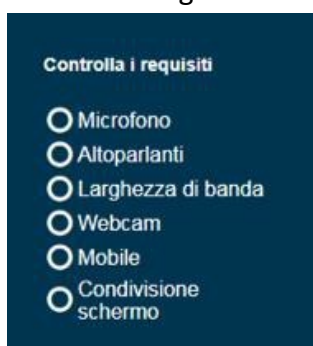 Controlla i requisiti
Microfono
Altoparlanti
Larghezza di banda
Webcam
Mobile
Condivisione
schermo